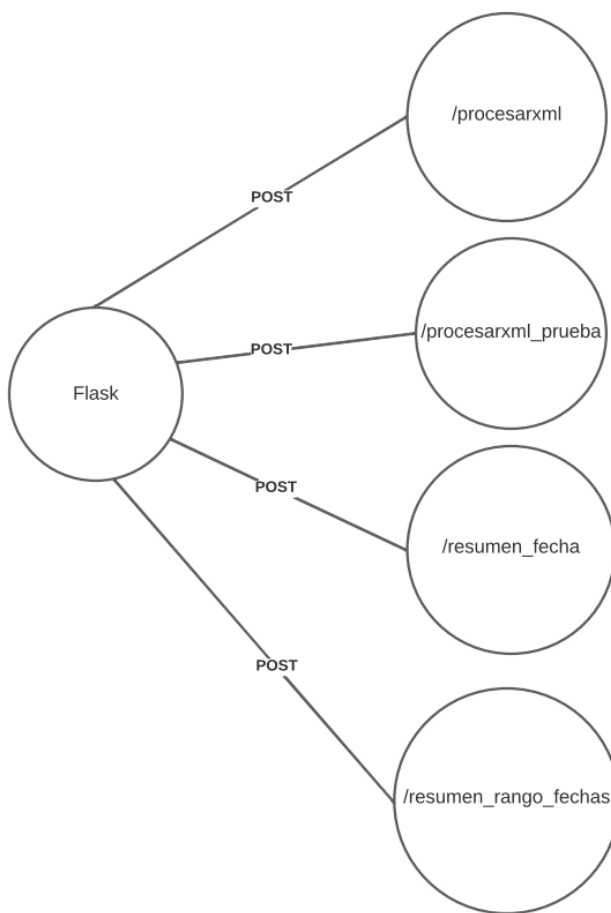 /procesarxml
POST
/procesarxml_prueba
POST
Flask
POST
/resumen_fecha
POST
/resumen_rango_fechas